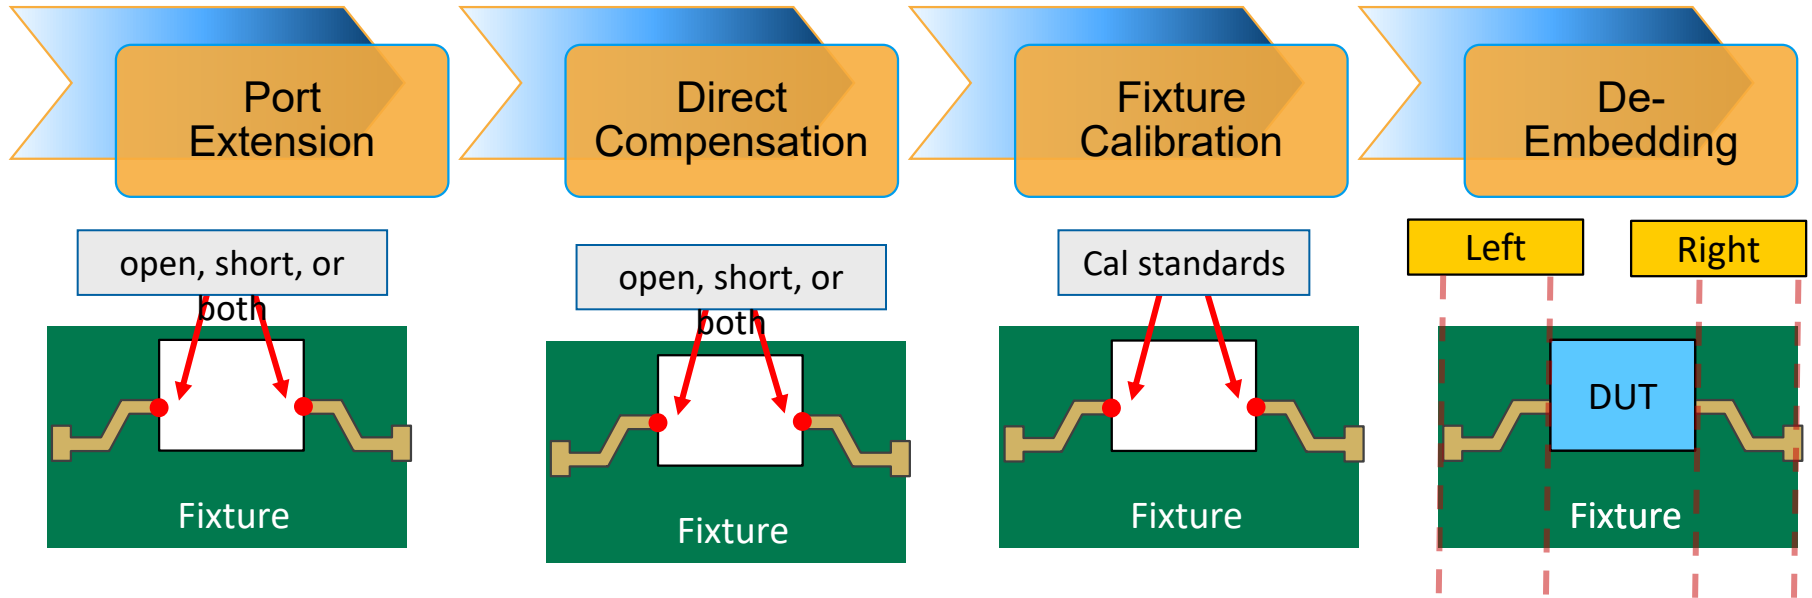 Port
Extension
Direct
Compensation
Fixture
Calibration
De-
Embedding
open, short, or
both
Fixture
open, short, or
both
Fixture
Cal standards
Fixture
Left
Right
DUT
Fixture